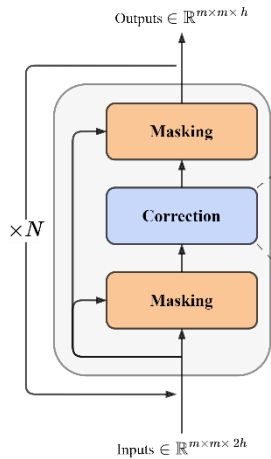 Outputs ∈ ℝ^{m×m×h}
Masking
Correction
×N
Masking
Inputs ∈ ℝ^{m×m×2h}